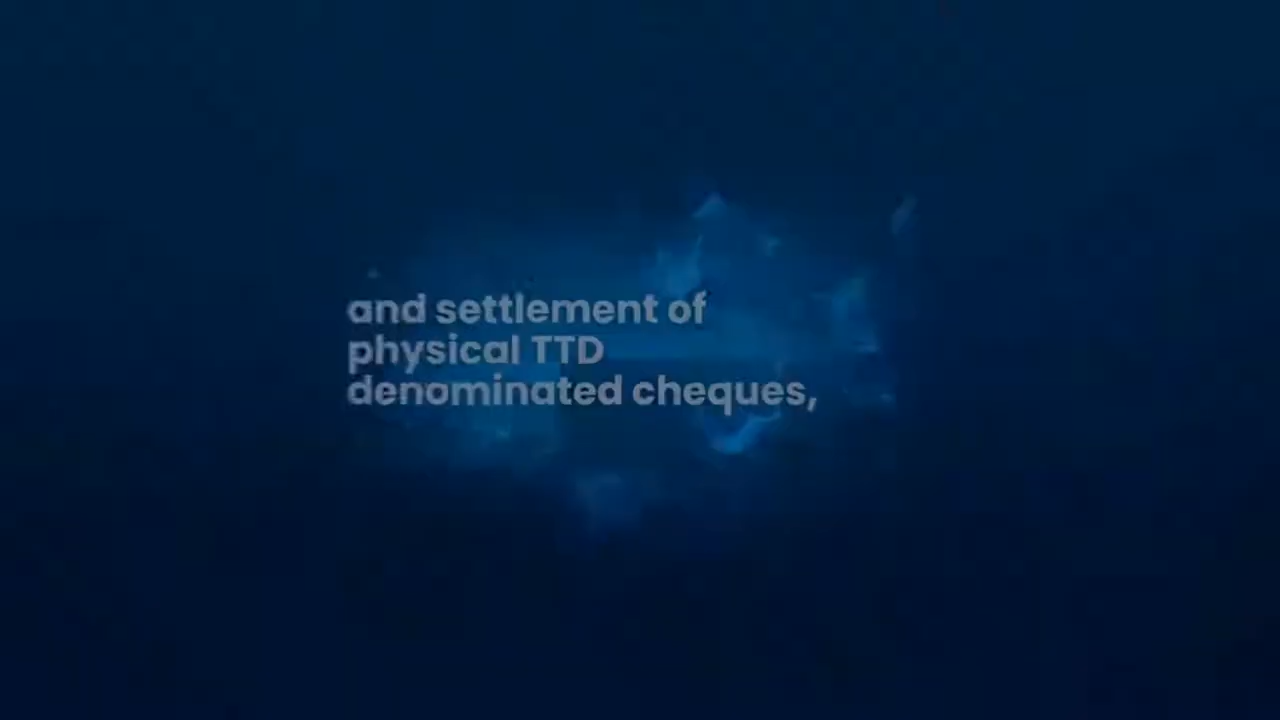 and settlement of
physical TTD
denominated cheques,